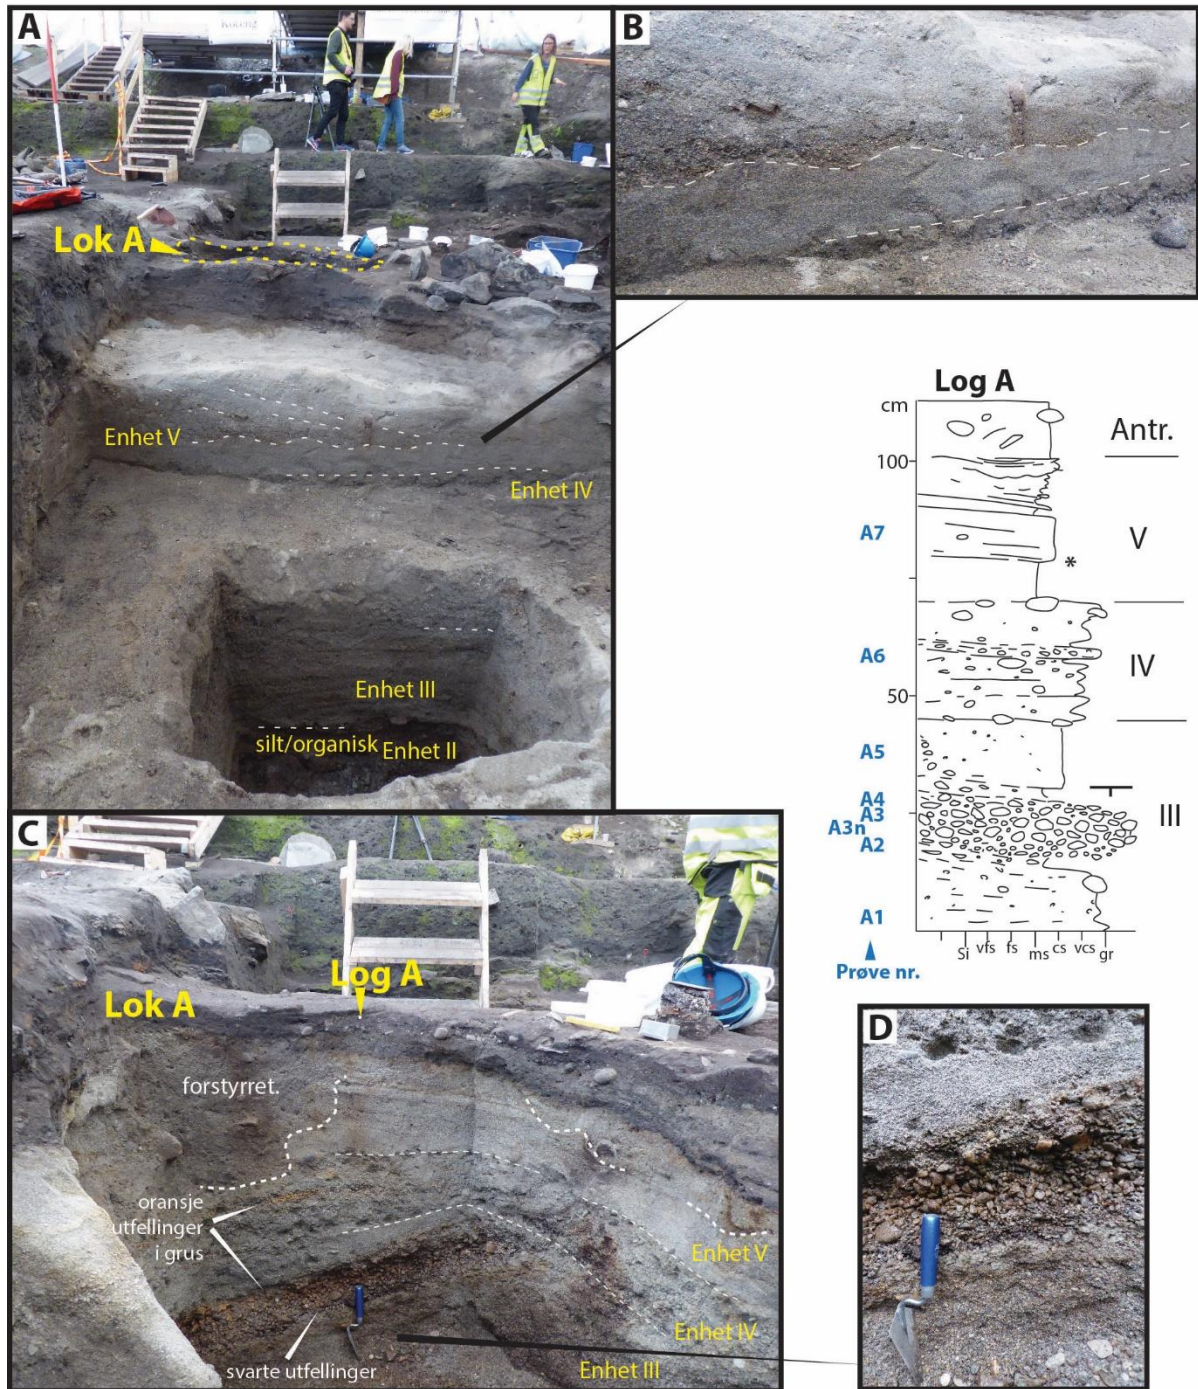 A
Lok A
Enhet V
Enhet IV
Enhet III
silt/organisk
Enhet II
B
Log A
cm
100
50
Antr.
V
*
IV
III
A7
A6
A5
A4
A3
A3n
A2
A1
Si vfs fs ms cs vcs gr
Prøve nr.
C
Lok A
Log A
forstyrret.
oransje
utfellinger
i grus
svarte utfellinger
Enhet V
Enhet IV
Enhet III
D